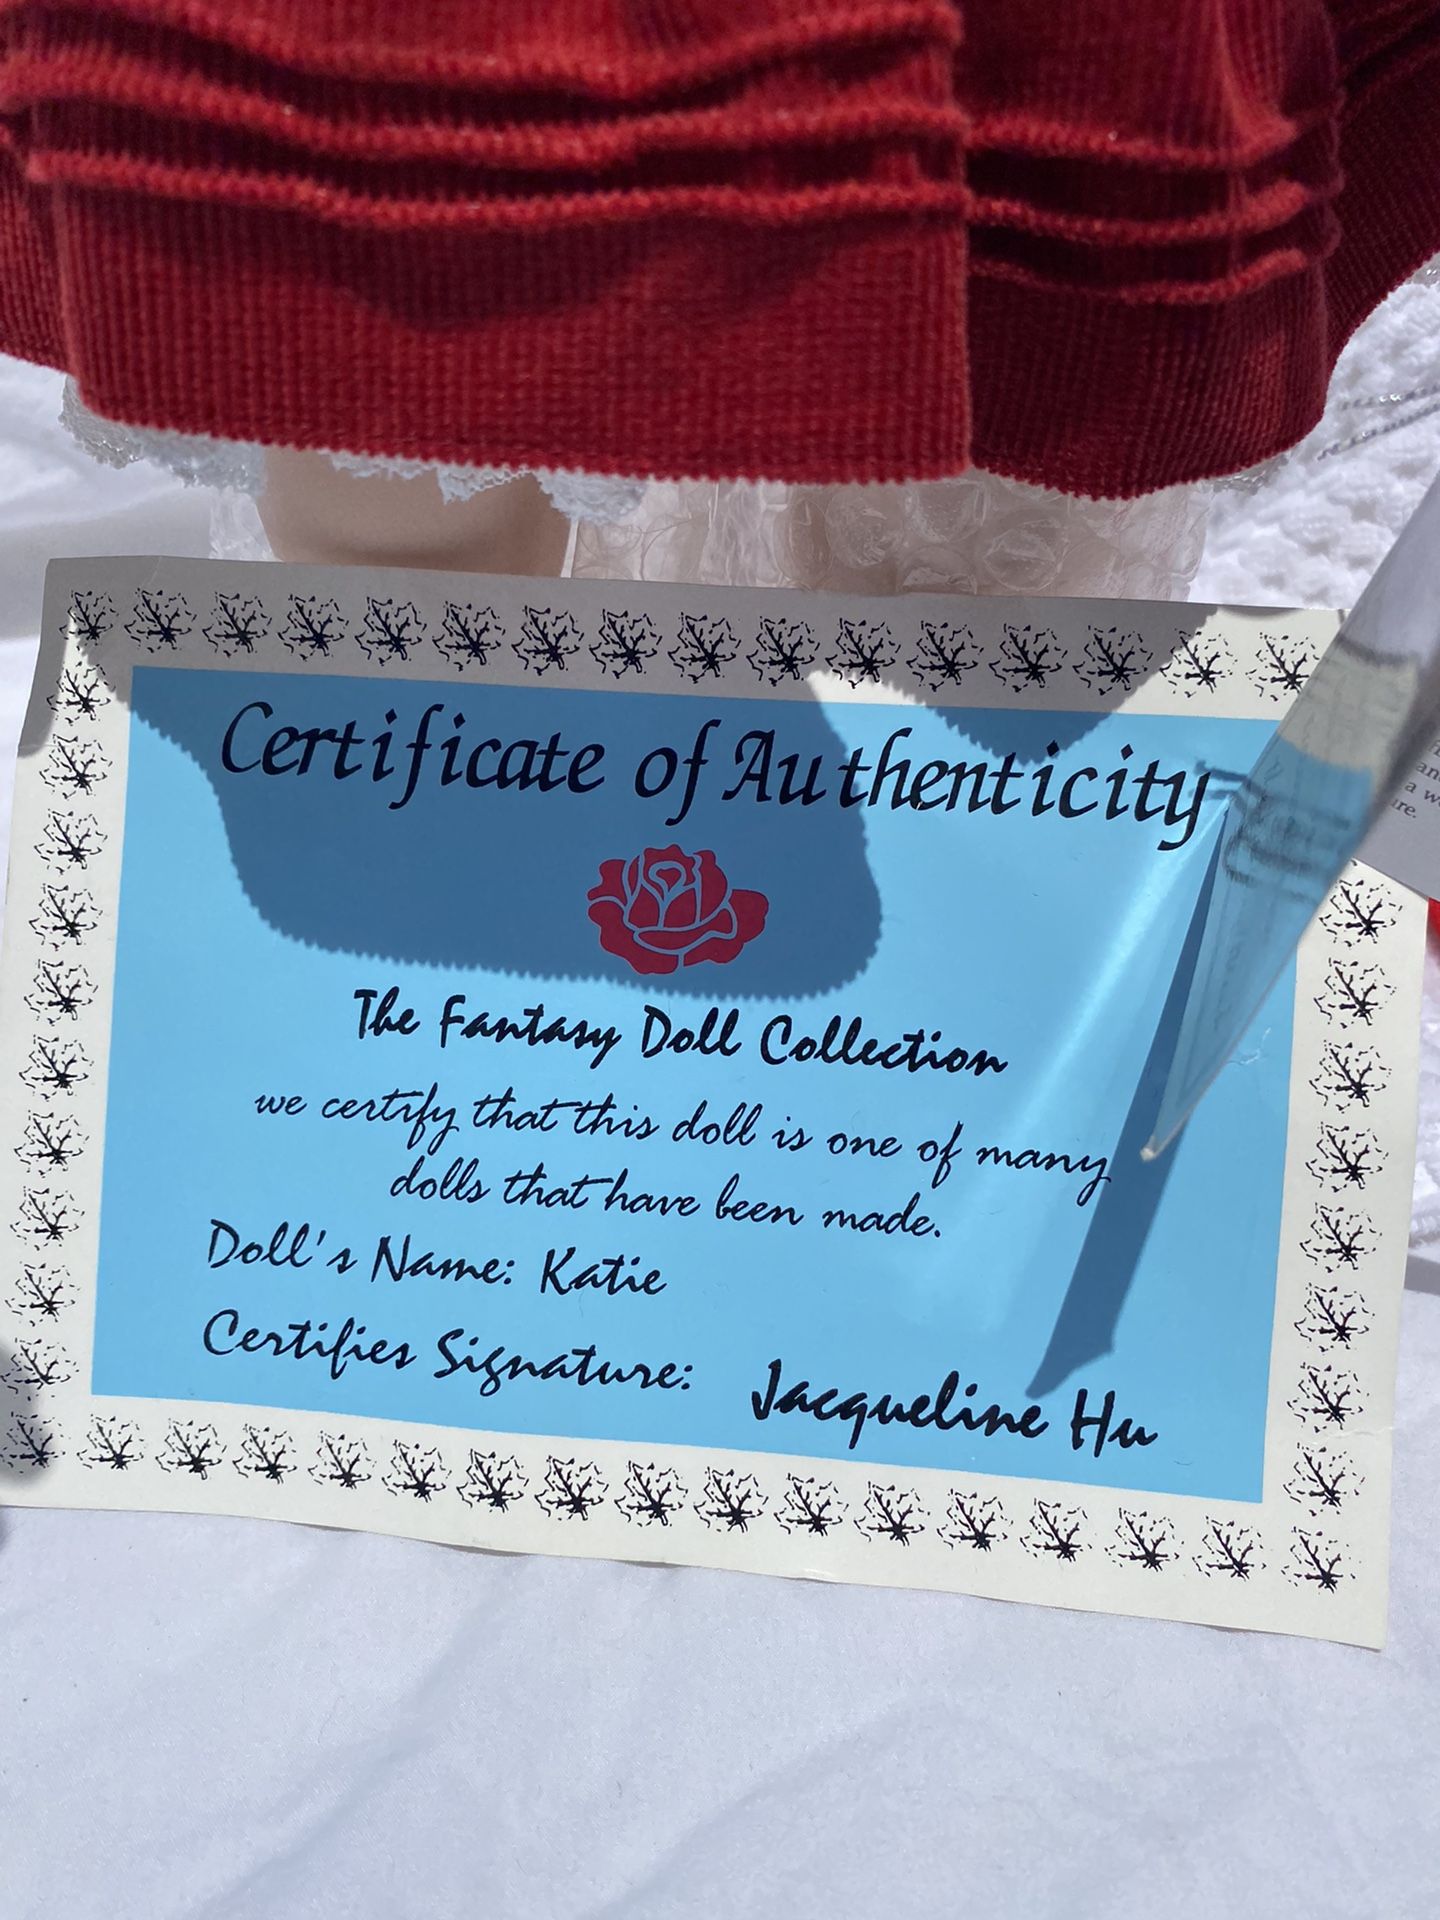 Certificate of Authenticity
The Fantasy Doll Collection
we certify that this doll is one of many
dolls that have been made.
Doll's Name: Katie
Certifies Signature: Jacqueline Hu